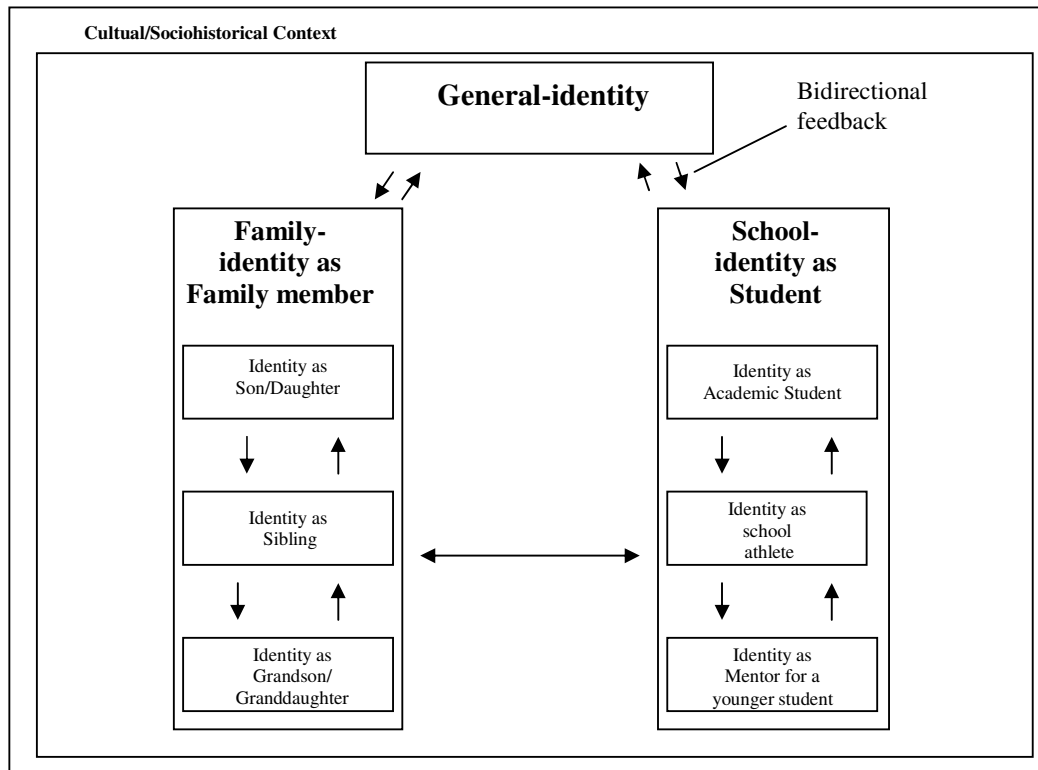 Cultual/Sociohistorical Context
General-identity
Bidirectional
feedback
Family-
identity as
Family member
Identity as
Son/Daughter
Identity as
Sibling
Identity as
Grandson/
Granddaughter
School-
identity as
Student
Identity as
Academic Student
Identity as
school
athlete
Identity as
Mentor for a
younger student